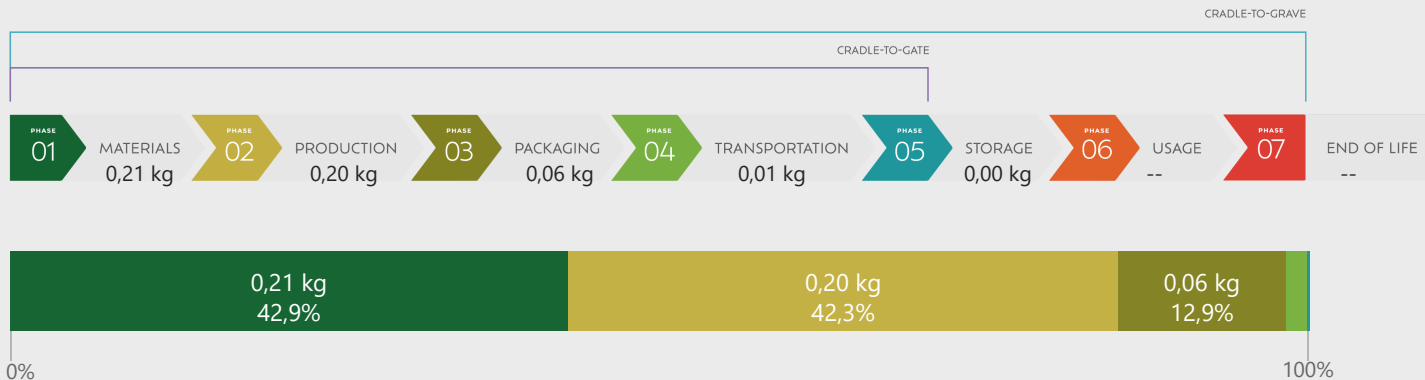 CRADLE-TO-GRAVE
CRADLE-TO-GATE
PHASE
01
MATERIALS
0,21 kg
PHASE
02
PRODUCTION
0,20 kg
PHASE
03
PACKAGING
0,06 kg
PHASE
04
TRANSPORTATION
0,01 kg
PHASE
05
STORAGE
0,00 kg
PHASE
06
USAGE
--
PHASE
07
END OF LIFE
--
0,21 kg
42,9%
0,20 kg
42,3%
0,06 kg
12,9%
0%
100%